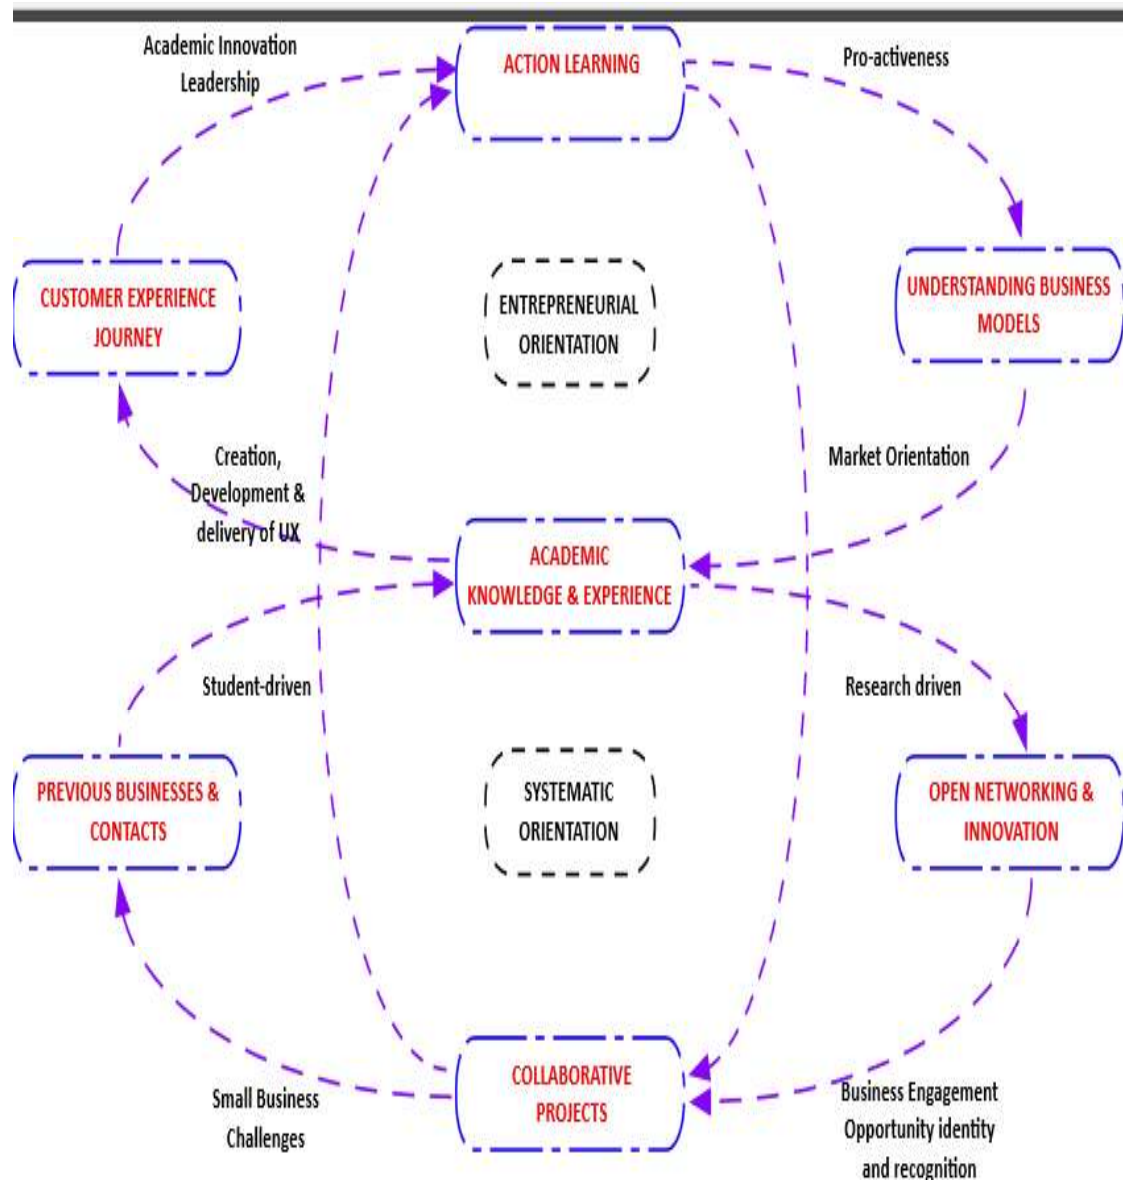 Academic Innovation
Leadership
ACTION LEARNING
Pro-activeness
CUSTOMER EXPERIENCE
JOURNEY
ENTREPRENEURIAL
ORIENTATION
UNDERSTANDING BUSINESS
MODELS
Creation,
Development &
delivery of UX
Market Orientation
ACADEMIC
KNOWLEDGE & EXPERIENCE
Student-driven
Research driven
PREVIOUS BUSINESSES &
CONTACTS
SYSTEMATIC
ORIENTATION
OPEN NETWORKING &
INNOVATION
Small Business
Challenges
COLLABORATIVE
PROJECTS
Business Engagement
Opportunity identity
and recognition